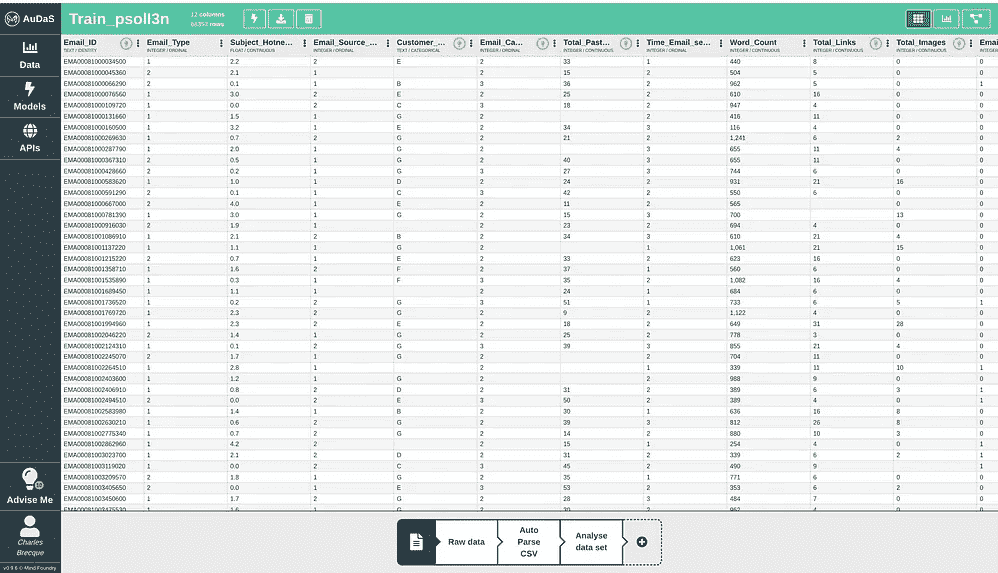 AuDaS
Train_psoll3n
12 columns
rows
Data
Models
APIs
Advise Me
Charles
Brecque
v0.9.6 © Mind Foundry
Email_ID Email_Type Subject_Hotne... Email_Source_... Customer_... Email_Ca... Total_Past... Time_Email_se... Word_Count Total_Links Total_Images Emai
TEXT / IDENTITY INTEGER / ORDINAL FLOAT / CONTINUOUS INTEGER / ORDINAL TEXT / CATEGORICAL INTEGER / ORDINAL INTEGER / CONTINUOUS INTEGER / ORDINAL INTEGER / CONTINUOUS INTEGER / CONTINUOUS INTEGER / CONTINUOUS INTEGER
EMA00081000034500 1 2.2 2 E 2 33 1 440 8 0 0
EMA00081000045360 2 2.1 1 2 15 2 504 5 0 0
EMA00081000066290 2 0.1 1 B 3 36 2 962 5 0 1
EMA00081000076560 1 3.0 2 E 2 25 2 610 16 0 0
EMA00081000109720 1 0.0 2 C 3 18 2 947 4 0 0
EMA00081000131660 1 1.5 1 G 2 2 416 11 0 0
EMA00081000160500 1 3.2 1 E 2 34 3 116 4 0 0
EMA00081000269630 1 0.7 2 G 2 21 2 1,241 6 2 0
EMA00081000287790 1 2.0 1 G 2 3 655 11 4 0
EMA00081000367310 2 0.5 1 G 2 40 3 655 11 0 0
EMA00081000428660 2 0.2 1 G 3 27 3 744 6 0 0
EMA00081000583620 1 1.0 1 D 2 24 2 931 21 16 0
EMA00081000591290 2 0.1 1 C 3 42 2 550 6 0 0
EMA00081000667000 2 4.0 1 E 2 11 2 565 0
EMA00081000781390 1 3.0 1 G 2 15 3 700 13 0
EMA00081000916030 2 1.9 1 2 23 2 694 4 0 0
EMA00081001086910 1 2.1 2 B 2 34 3 610 21 4 0
EMA00081001137220 1 1.1 1 G 2 1 1,061 21 15 0
EMA00081001215220 2 0.7 1 E 2 33 2 623 16 0 0
EMA00081001358710 1 1.6 2 F 2 37 1 560 6 0 0
EMA00081001535890 1 0.3 1 F 3 35 2 1,082 16 4 0
EMA00081001689450 1 1.1 1 2 24 1 684 6 0 0
EMA00081001736520 1 0.2 2 G 3 51 1 733 6 5 1
EMA00081001769720 1 2.3 2 G 2 9 1 1,122 4 0 0
EMA00081001994960 1 2.3 2 E 2 18 2 649 31 28 0
EMA00081002046220 2 1.4 1 G 2 25 2 778 3 0 0
EMA00081002124310 1 0.1 2 G 3 39 3 855 21 4 0
EMA00081002245070 2 1.7 1 G 2 2 704 11 0 0
EMA00081002264510 1 2.8 1 2 2 339 11 10 1
EMA00081002403600 1 1.2 1 G 2 2 988 9 0 0
EMA00081002406910 1 0.8 2 D 2 31 2 389 6 3 1
EMA00081002494510 2 0.0 2 E 3 50 2 389 4 0 1
EMA00081002583980 1 1.4 1 B 2 30 1 636 16 8 0
EMA00081002630210 1 0.6 2 G 2 39 3 812 26 8 0
EMA00081002775340 1 0.7 2 G 2 14 2 880 10 3 0
EMA00081002862960 1 4.2 2 2 15 1 254 4 0 1
EMA00081003023700 1 2.1 2 D 2 31 2 339 6 2 1
EMA00081003119020 1 0.0 2 C 3 45 2 490 9 1
EMA00081003209570 1 1.8 1 G 2 35 1 771 6 0 0
EMA00081003405650 1 0.0 2 E 3 53 2 353 6 2 0
EMA00081003450600 1 1.7 2 G 2 28 3 484 7 0 0
EMA00081003475530 1 1.6 1 G 2 30 2 962 4 0 0
Raw data
Auto
Parse
CSV
Analyse
data set